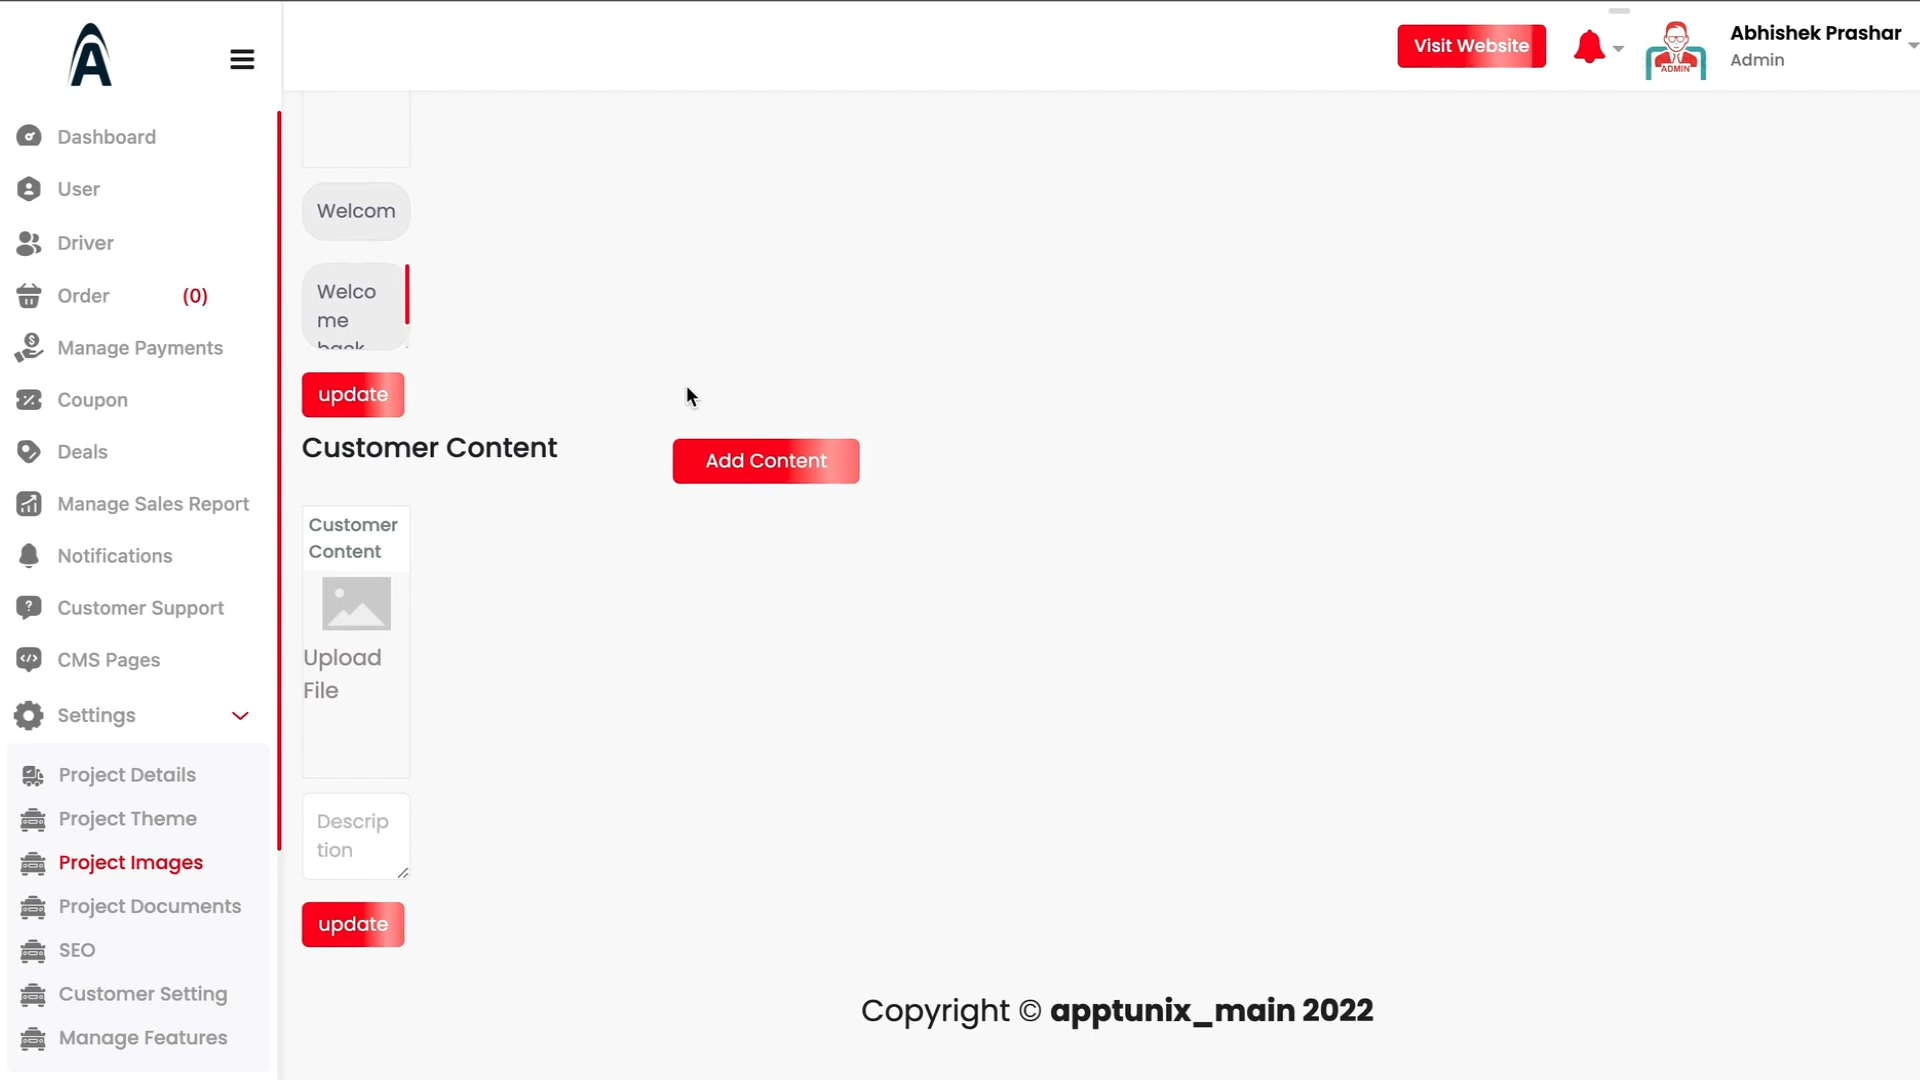 Visit Website
Abhishek Prashar
Admin
ADMIN
A
Dashboard
User
Driver
Order (0)
Manage Payments
Coupon
Deals
Manage Sales Report
Notifications
Customer Support
CMS Pages
Settings
Project Details
Project Theme
Project Images
Project Documents
SEO
Customer Setting
Manage Features
Welcom
Welco
me
back
update
Customer Content
Add Content
Customer
Content
Upload
File
Descrip
tion
update
Copyright © apptunix_main 2022